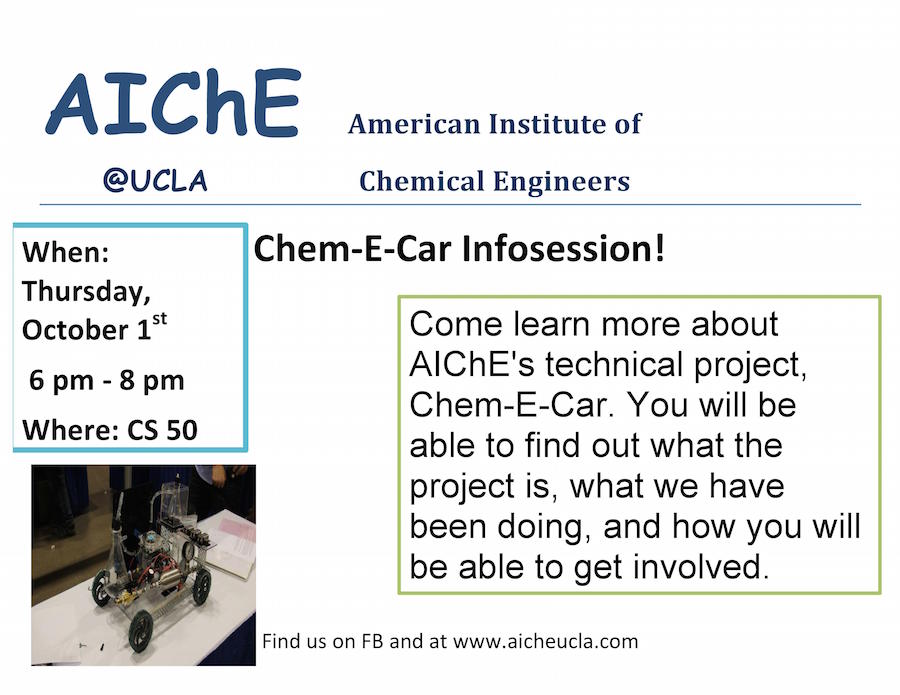 AIChE
American Institute of
@UCLA
Chemical Engineers
When:
Thursday,
October 1st
6 pm - 8 pm
Where: CS 50
Chem-E-Car Infosession!
Come learn more about
AIChE's technical project,
Chem-E-Car. You will be
able to find out what the
project is, what we have
been doing, and how you will
be able to get involved.
Find us on FB and at www.aicheucla.com